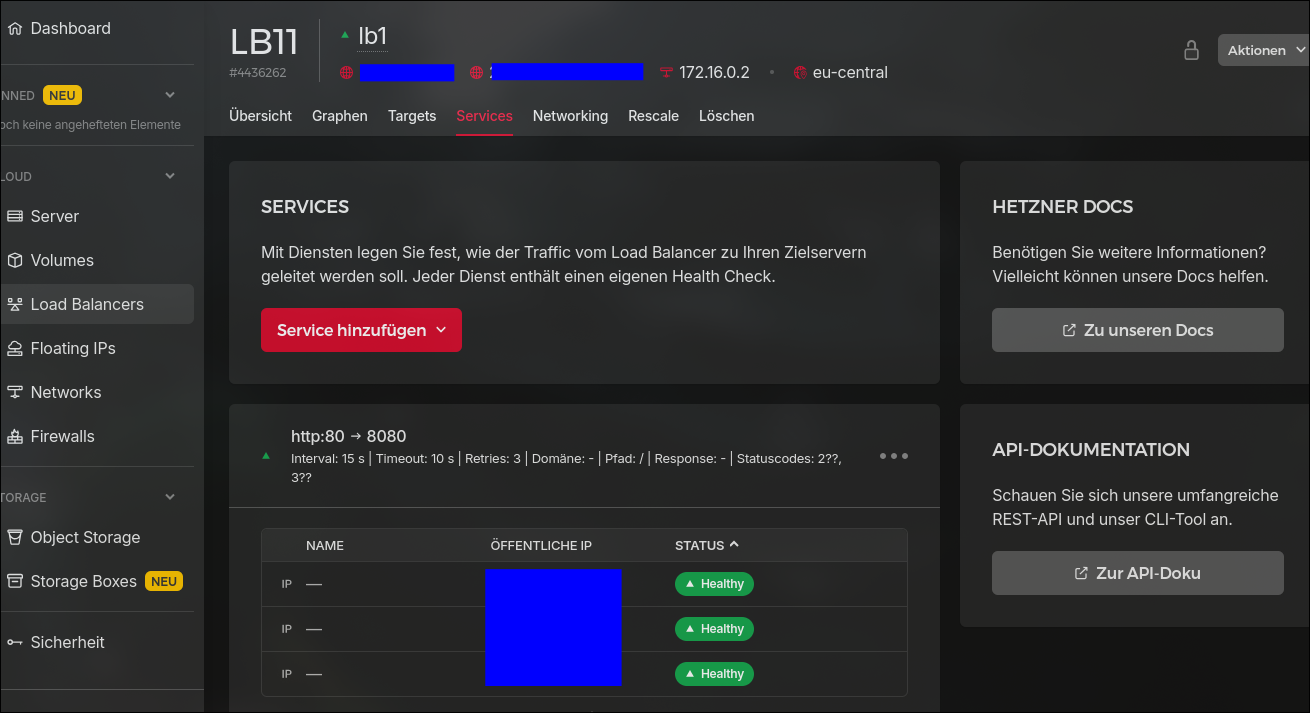 Dashboard
NNED NEU
och keine angehefteten Elemente
LOUD
Server
Volumes
Load Balancers
Floating IPs
Networks
Firewalls
TORAGE
Object Storage
Storage Boxes NEU
Sicherheit
LB11
#4436262
lb1
172.16.0.2 • eu-central
Aktionen
Übersicht Graphen Targets Services Networking Rescale Löschen
SERVICES
Mit Diensten legen Sie fest, wie der Traffic vom Load Balancer zu Ihren Zielservern
geleitet werden soll. Jeder Dienst enthält einen eigenen Health Check.
Service hinzufügen
http:80 → 8080
Interval: 15 s | Timeout: 10 s | Retries: 3 | Domäne: - | Pfad: / | Response: - | Statuscodes: 2??,
3??
NAME ÖFFENTLICHE IP STATUS
IP — Healthy
IP — Healthy
IP — Healthy
HETZNER DOCS
Benötigen Sie weitere Informationen?
Vielleicht können unsere Docs helfen.
Zu unseren Docs
API-DOKUMENTATION
Schauen Sie sich unsere umfangreiche
REST-API und unser CLI-Tool an.
Zur API-Doku